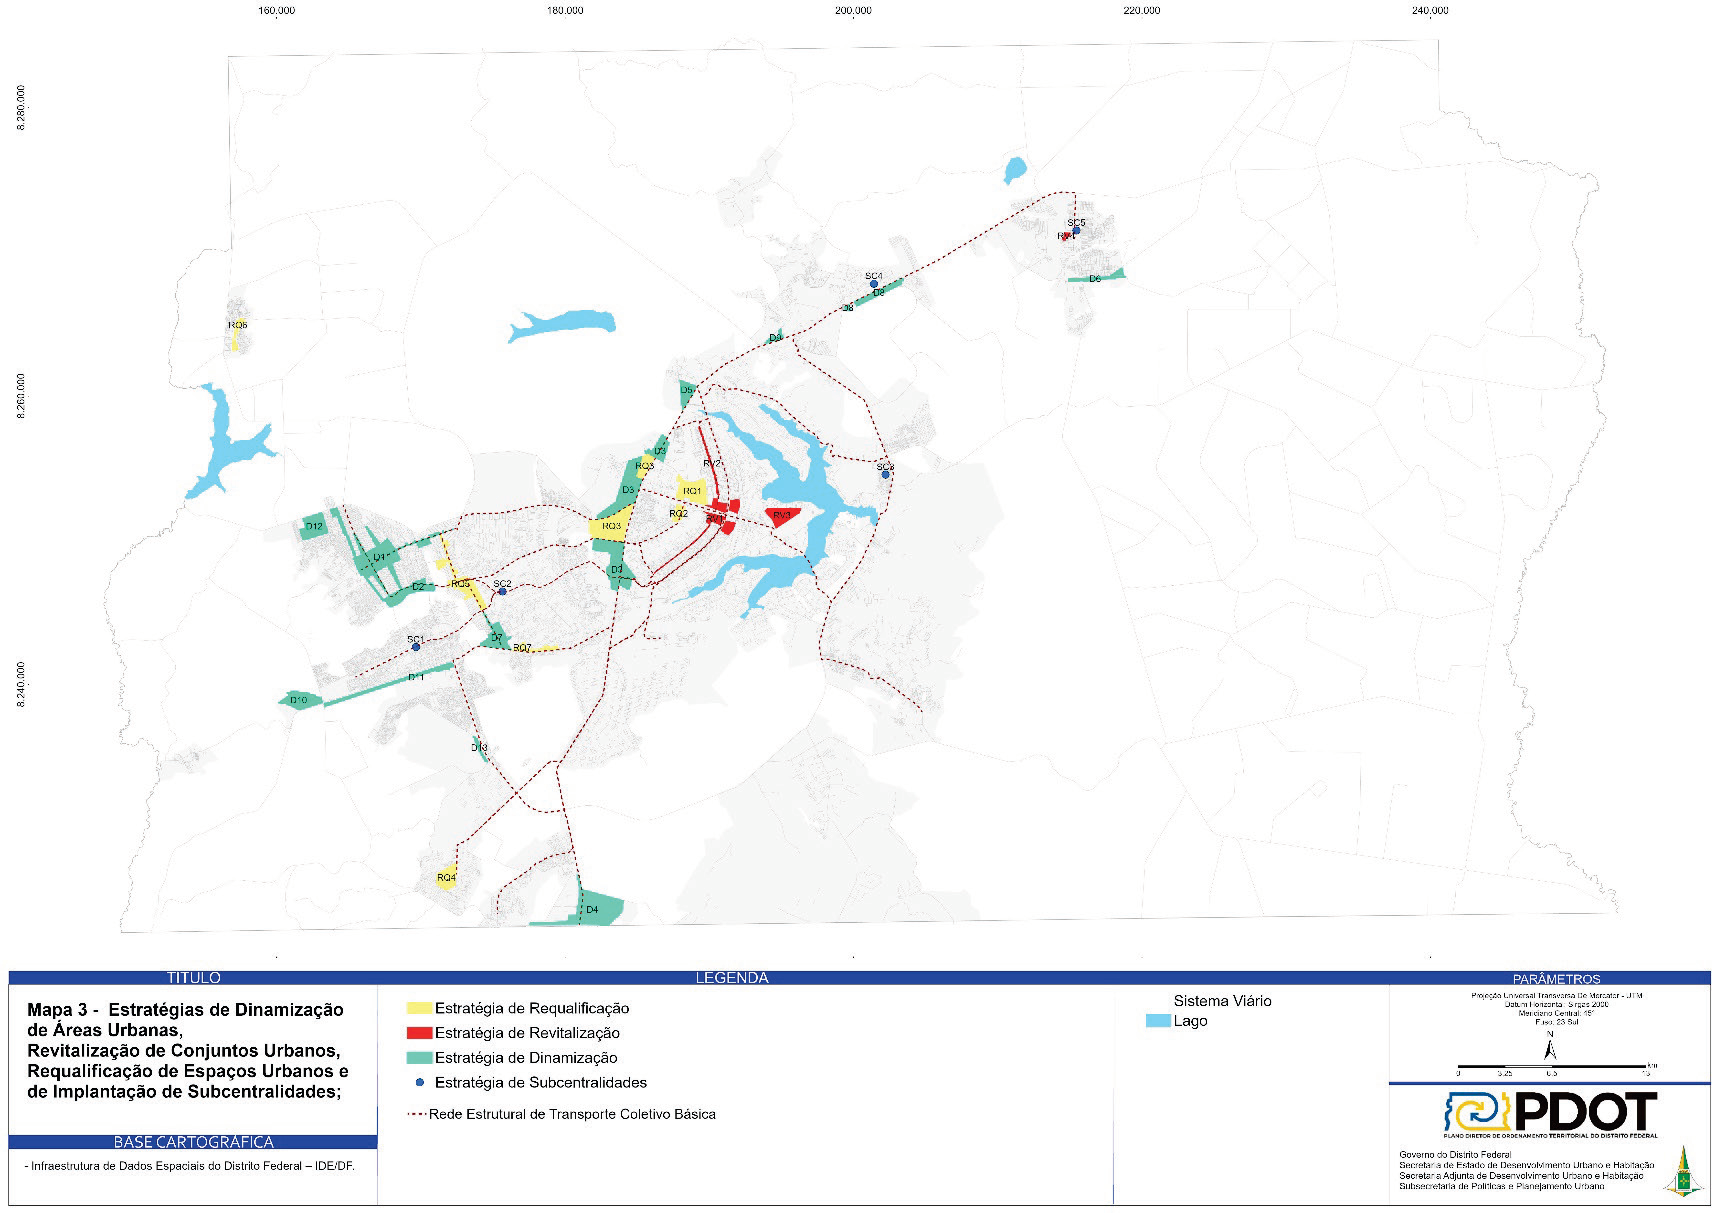 160.000
180.000
200.000
220.000
240.000
8.280.000
8.260.000
8.240.000
SC5
D6
SC4
D8
D8
D9
RQ6
D5
D3
RQ3
RV2
SC3
D3
RQ1
RQ2
RQ3
RV3
D12
D1
D3
D2
RQ5
SC2
SC1
D7
RQ7
D11
D10
D13
RQ4
D4
TÍTULO
Mapa 3 - Estratégias de Dinamização
de Áreas Urbanas,
Revitalização de Conjuntos Urbanos,
Requalificação de Espaços Urbanos e
de Implantação de Subcentralidades;
BASE CARTOGRÁFICA
- Infraestrutura de Dados Espaciais do Distrito Federal – IDE/DF.
LEGENDA
Estratégia de Requalificação
Estratégia de Revitalização
Estratégia de Dinamização
Estratégia de Subcentralidades
Rede Estrutural de Transporte Coletivo Básica
Sistema Viário
Lago
PARÂMETROS
Projeção Universal Transversa De Mercator - UTM
Datum Horizontal: Sirgas 2000
Meridiano Central: 45°
Fuso: 23 Sul
N
km
0 3.25 6.5 13
PDOT
PLANO DIRETOR DE ORDENAMENTO TERRITORIAL DO DISTRITO FEDERAL
Governo do Distrito Federal
Secretaria de Estado de Desenvolvimento Urbano e Habitação
Secretaria Adjunta de Desenvolvimento Urbano e Habitação
Subsecretaria de Políticas e Planejamento Urbano